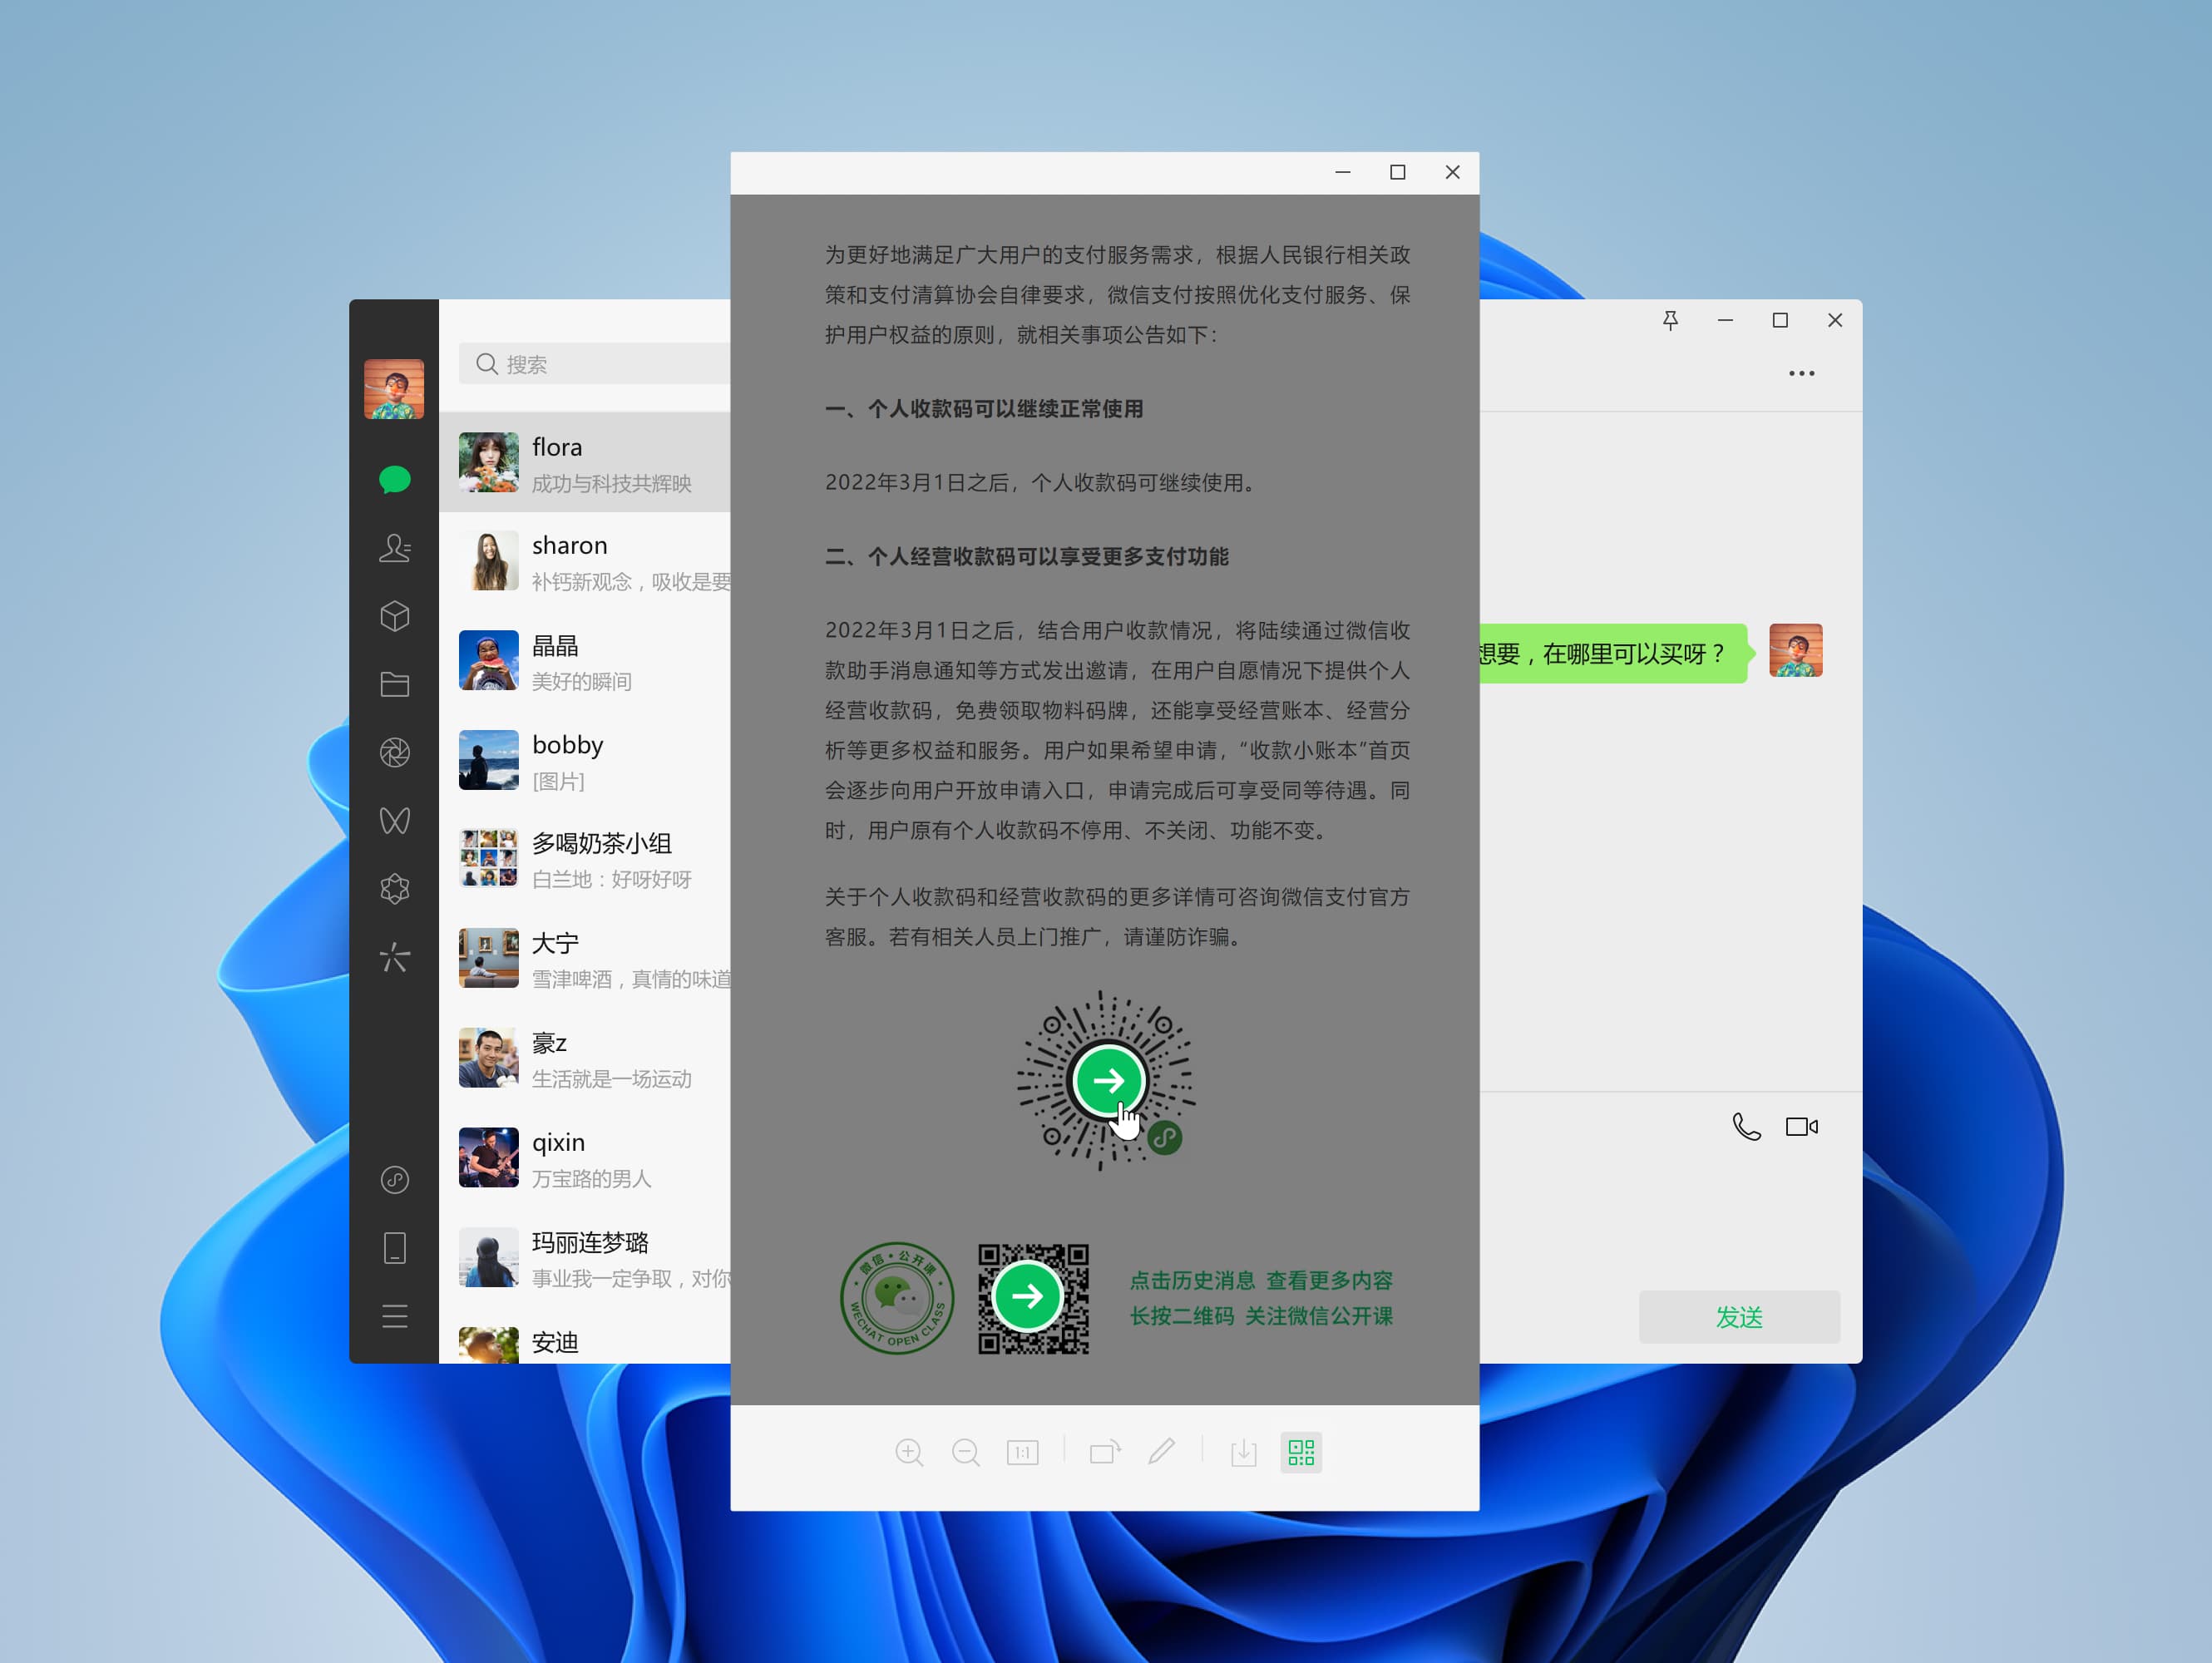 搜索
flora
成功与科技共辉映
sharon
补钙新观念，吸收是要
晶晶
美好的瞬间
bobby
[图片]
多喝奶茶小组
白兰地：好呀好呀
大宁
雪津啤酒，真情的味道
豪z
生活就是一场运动
qixin
万宝路的男人
玛丽连梦璐
事业我一定争取，对你
安迪
为更好地满足广大用户的支付服务需求，根据人民银行相关政
策和支付清算协会自律要求，微信支付按照优化支付服务、保
护用户权益的原则，就相关事项公告如下：
一、个人收款码可以继续正常使用
2022年3月1日之后，个人收款码可继续使用。
二、个人经营收款码可以享受更多支付功能
2022年3月1日之后，结合用户收款情况，将陆续通过微信收
款助手消息通知等方式发出邀请，在用户自愿情况下提供个人
经营收款码，免费领取物料码牌，还能享受经营账本、经营分
析等更多权益和服务。用户如果希望申请，“收款小账本”首页
会逐步向用户开放申请入口，申请完成后可享受同等待遇。同
时，用户原有个人收款码不停用、不关闭、功能不变。
关于个人收款码和经营收款码的更多详情可咨询微信支付官方
客服。若有相关人员上门推广，请谨防诈骗。
微信·公开课
WECHAT OPEN CLASS
点击历史消息 查看更多内容
长按二维码 关注微信公开课
1:1
想要，在哪里可以买呀？
发送